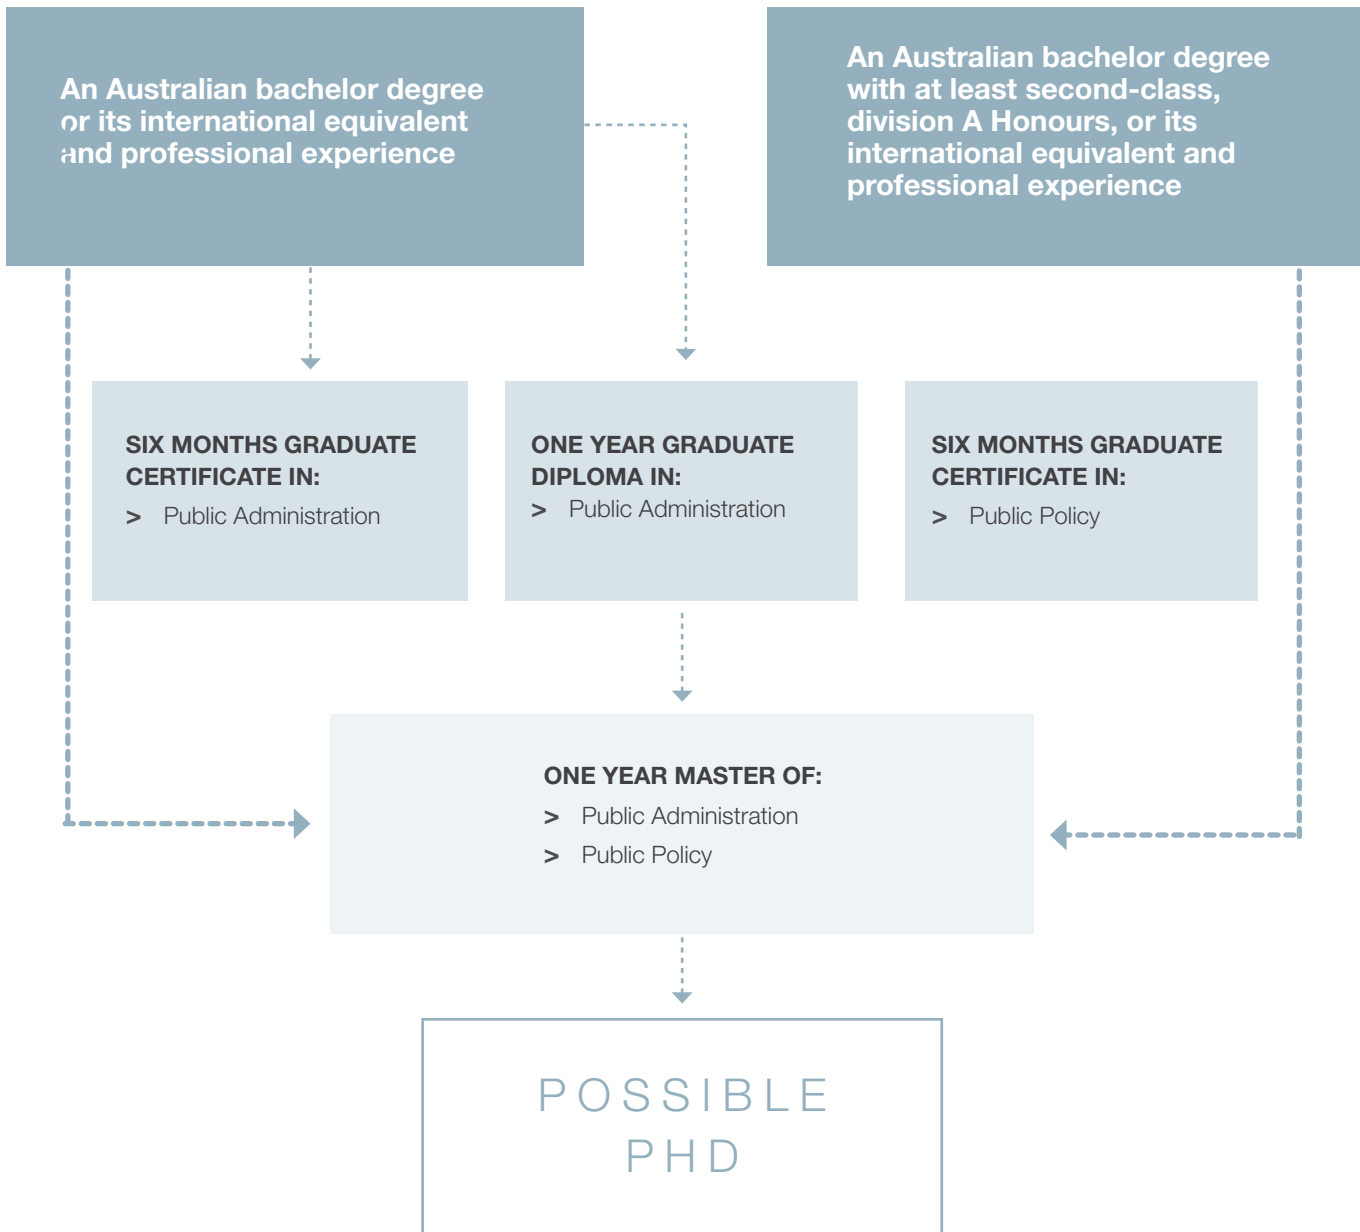 An Australian bachelor degree
or its international equivalent
and professional experience
An Australian bachelor degree
with at least second-class,
division A Honours, or its
international equivalent and
professional experience
SIX MONTHS GRADUATE
CERTIFICATE IN:
> Public Administration
ONE YEAR GRADUATE
DIPLOMA IN:
> Public Administration
SIX MONTHS GRADUATE
CERTIFICATE IN:
> Public Policy
ONE YEAR MASTER OF:
> Public Administration
> Public Policy
POSSIBLE
PHD